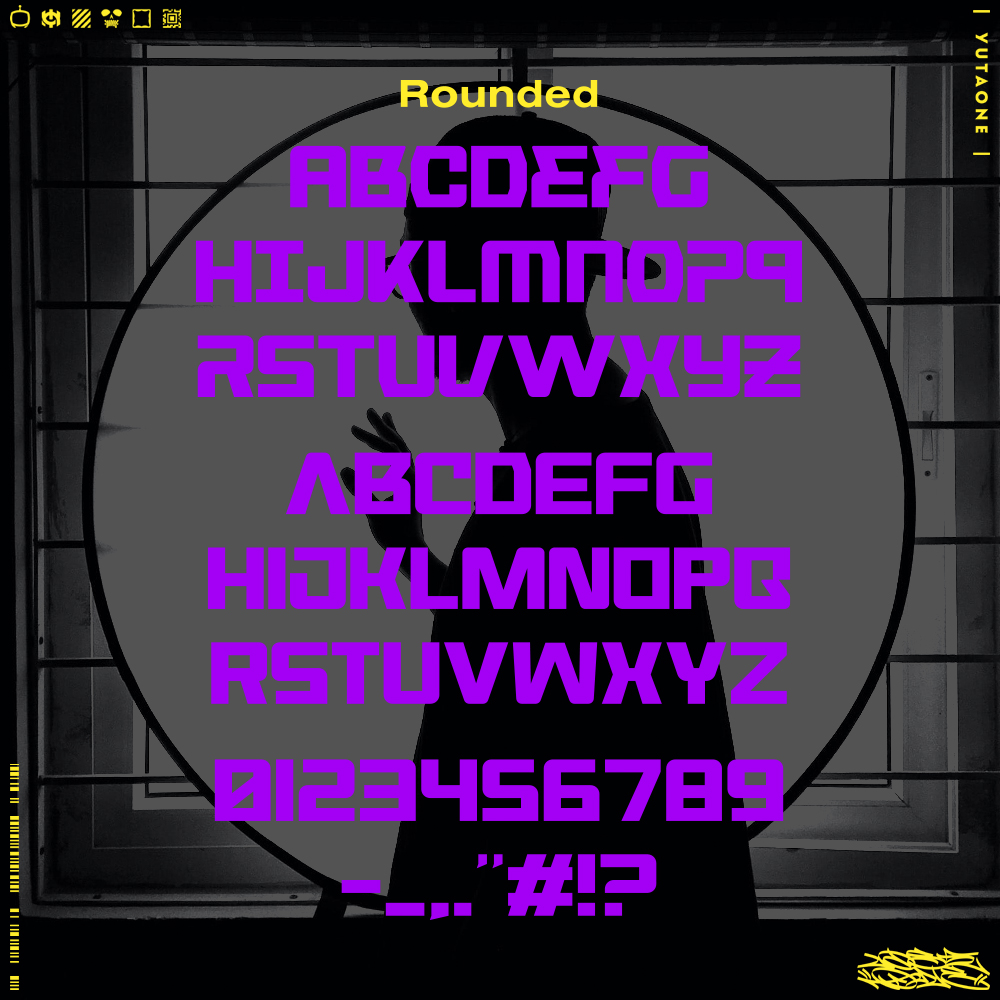 Rounded
ABCDEFG
HIJKLMNOPQ
RSTUVWXYZ
ABCDEFG
HIJKLMNOPQ
RSTUVWXYZ
0123456789
-_,."#!?
| YUTAONE |